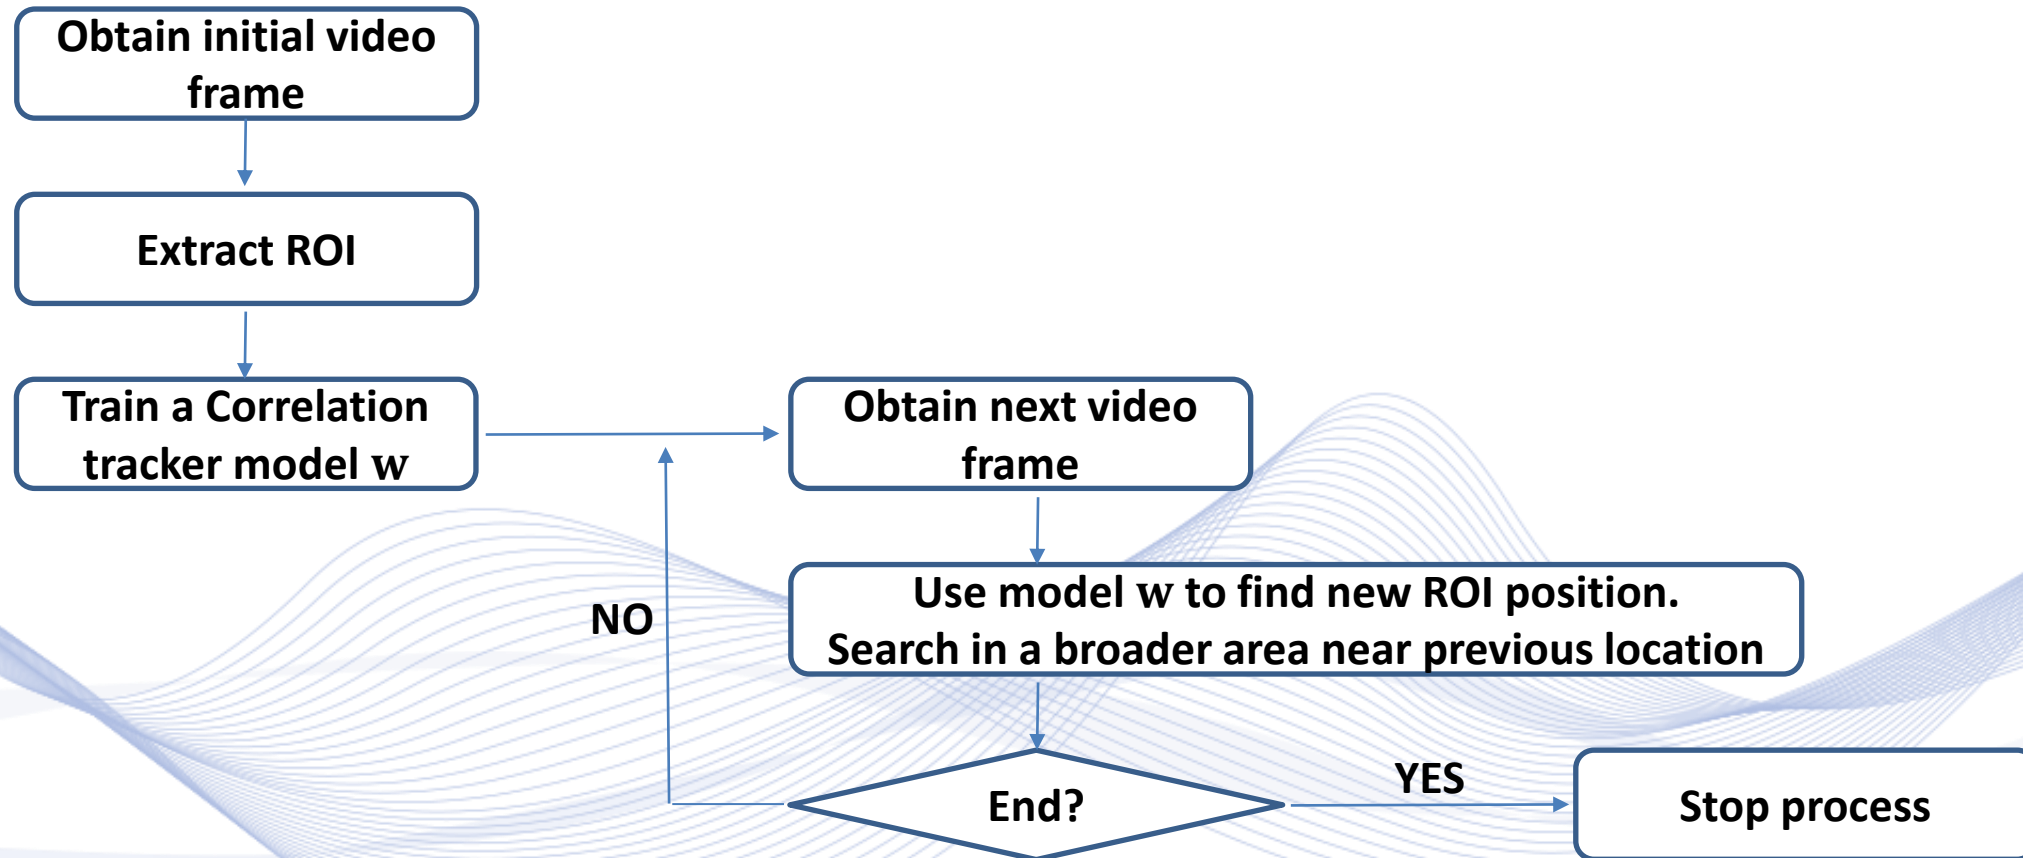 Obtain initial video
frame
Extract ROI
Train a Correlation
tracker model w
Obtain next video
frame
Use model w to find new ROI position.
Search in a broader area near previous location
NO
End?
YES
Stop process